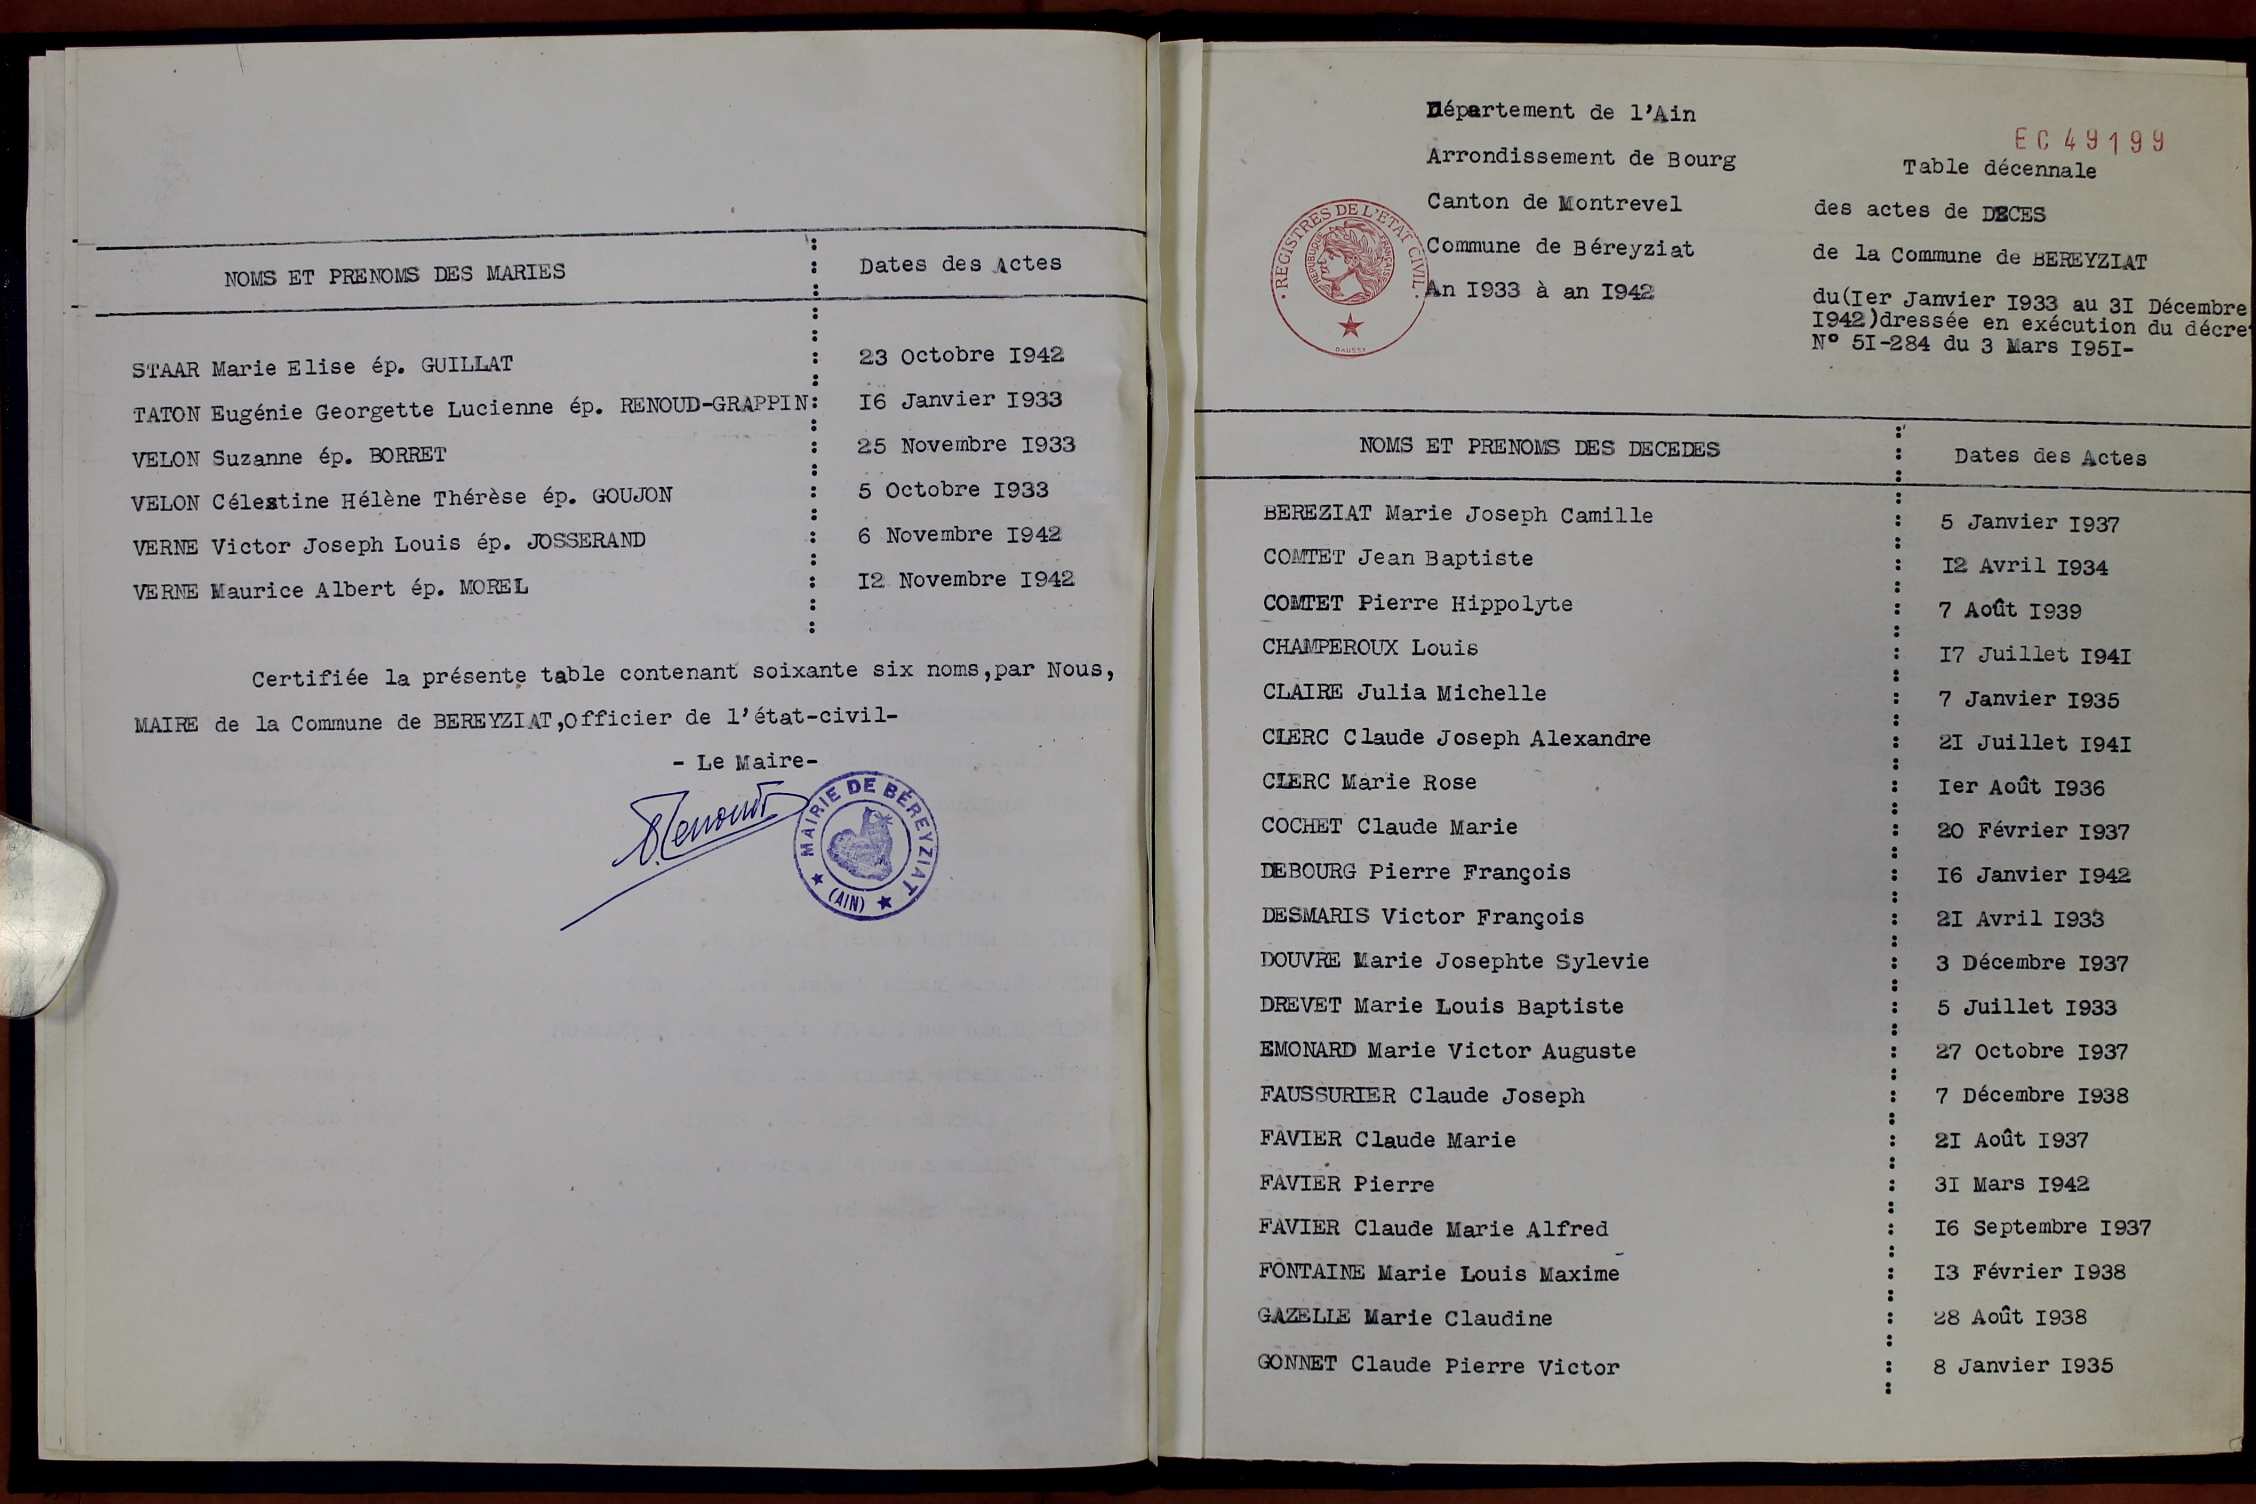 NOMS ET PRENOMS DES MARIES : Dates des Actes
STAAR Marie Elise ép. GUILLAT : 23 Octobre I942
TATON Eugénie Georgette Lucienne ép. RENOUD-GRAPPIN: I6 Janvier I933
VELON Suzanne ép. BORRET : 25 Novembre I933
VELON Célestine Hélène Thérèse ép. GOUJON : 5 Octobre I933
VERNE Victor Joseph Louis ép. JOSSERAND : 6 Novembre I942
VERNE Maurice Albert ép. MOREL : I2 Novembre I942
Certifiée la présente table contenant soixante six noms,par Nous,
MAIRE de la Commune de BEREYZIAT,Officier de l'état-civil-
- Le Maire-
MAIRIE DE BÉREYZIAT
★ (AIN) ★
Département de l'Ain
Arrondissement de Bourg
Canton de Montrevel
Commune de Béreyziat
An I933 à an I942
REGISTRES DE L'ETAT CIVIL
REPUBLIQUE FRANÇAISE
EC 49199
Table décennale
des actes de DECES
de la Commune de BEREYZIAT
du(Ier Janvier I933 au 3I Décembre
I942)dressée en exécution du décre
N° 5I-284 du 3 Mars I95I-
NOMS ET PRENOMS DES DECEDES : Dates des Actes
BEREZIAT Marie Joseph Camille : 5 Janvier I937
COMTET Jean Baptiste : I2 Avril I934
COMTET Pierre Hippolyte : 7 Août I939
CHAMPEROUX Louis : I7 Juillet I94I
CLAIRE Julia Michelle : 7 Janvier I935
CLERC Claude Joseph Alexandre : 2I Juillet I94I
CLERC Marie Rose : Ier Août I936
COCHET Claude Marie : 20 Février I937
DEBOURG Pierre François : I6 Janvier I942
DESMARIS Victor François : 2I Avril I933
DOUVRE Marie Josephte Sylevie : 3 Décembre I937
DREVET Marie Louis Baptiste : 5 Juillet I933
EMONARD Marie Victor Auguste : 27 Octobre I937
FAUSSURIER Claude Joseph : 7 Décembre I938
FAVIER Claude Marie : 2I Août I937
FAVIER Pierre : 3I Mars I942
FAVIER Claude Marie Alfred : I6 Septembre I937
FONTAINE Marie Louis Maxime : I3 Février I938
GAZELLE Marie Claudine : 28 Août I938
GONNET Claude Pierre Victor : 8 Janvier I935